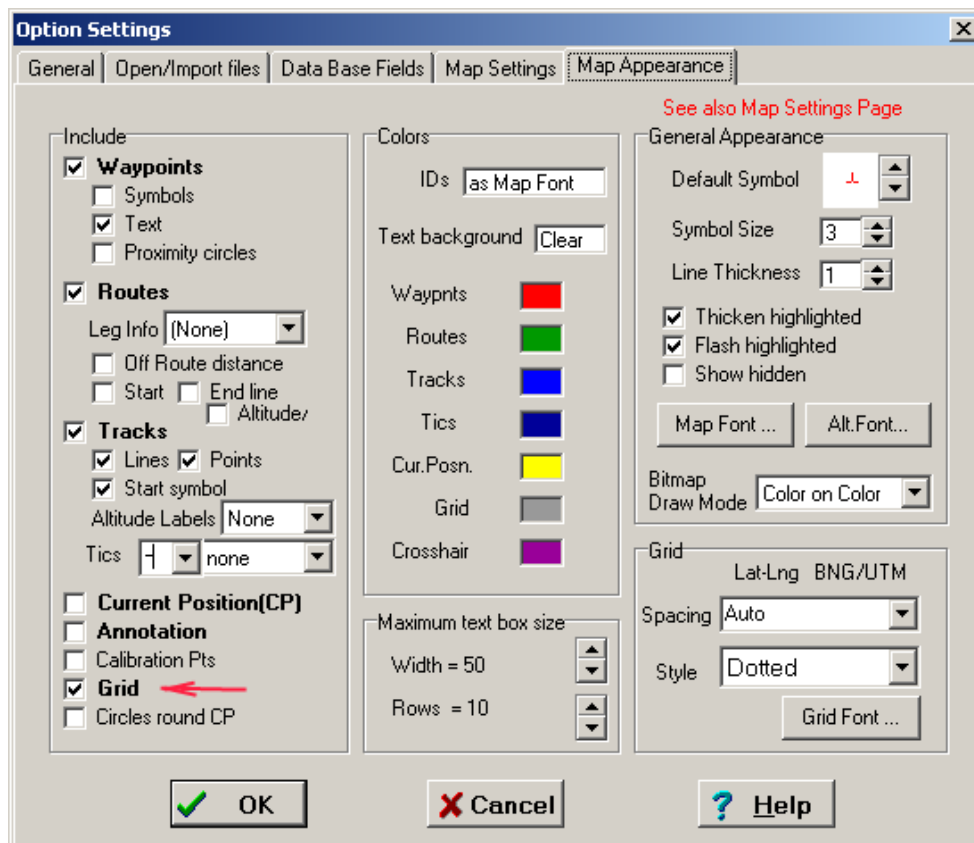 Option Settings
General
Open/Import files
Data Base Fields
Map Settings
Map Appearance
See also Map Settings Page
Include
Waypoints
Symbols
Text
Proximity circles
Routes
Leg Info (None)
Off Route distance
Start End line
Altitude/
Tracks
Lines Points
Start symbol
Altitude Labels None
Tics none
Current Position(CP)
Annotation
Calibration Pts
Grid
Circles round CP
Colors
IDs as Map Font
Text background Clear
Waypnts
Routes
Tracks
Tics
Cur.Posn.
Grid
Crosshair
Maximum text box size
Width = 50
Rows = 10
General Appearance
Default Symbol
Symbol Size 3
Line Thickness 1
Thicken highlighted
Flash highlighted
Show hidden
Map Font ... Alt.Font...
Bitmap
Draw Mode Color on Color
Grid
Lat-Lng BNG/UTM
Spacing Auto
Style Dotted
Grid Font ...
OK
Cancel
Help